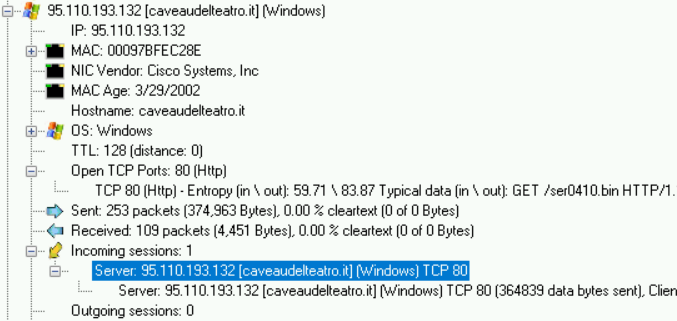 95.110.193.132 [caveaudelteatro.it] (Windows)
IP: 95.110.193.132
MAC: 00097BFEC28E
NIC Vendor: Cisco Systems, Inc
MAC Age: 3/29/2002
Hostname: caveaudelteatro.it
OS: Windows
TTL: 128 (distance: 0)
Open TCP Ports: 80 (Http)
TCP 80 (Http) - Entropy (in \ out): 59.71 \ 83.87 Typical data (in \ out): GET /ser0410.bin HTTP/1.
Sent: 253 packets (374,963 Bytes), 0.00 % cleartext (0 of 0 Bytes)
Received: 109 packets (4,451 Bytes), 0.00 % cleartext (0 of 0 Bytes)
Incoming sessions: 1
Server: 95.110.193.132 [caveaudelteatro.it] (Windows) TCP 80
Server: 95.110.193.132 [caveaudelteatro.it] (Windows) TCP 80 (364839 data bytes sent), Clien
Outgoing sessions: 0